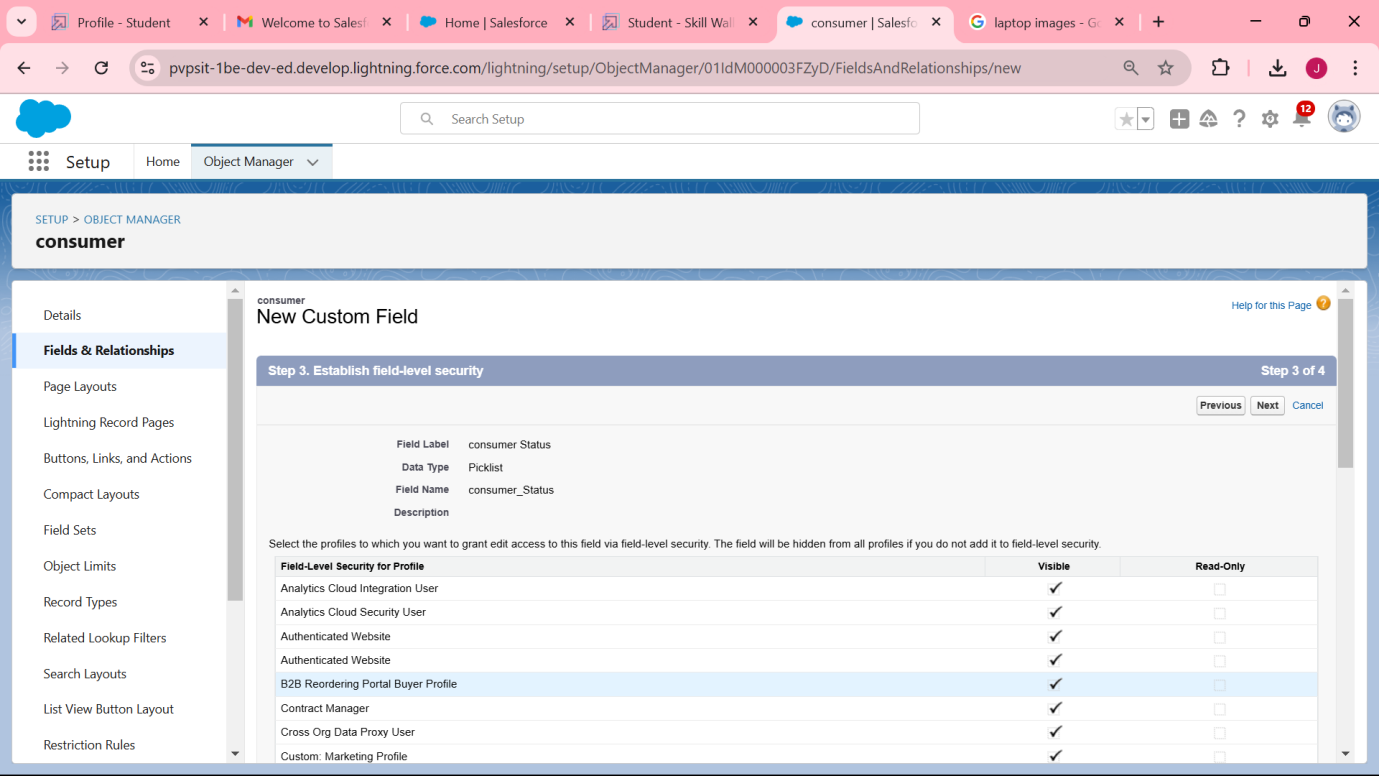 Profile - Student
Welcome to Salesf
Home | Salesforce
Student - Skill Wall
consumer | Salesfo
laptop images - Go
pvpsit-1be-dev-ed.develop.lightning.force.com/lightning/setup/ObjectManager/01IdM000003FZyD/FieldsAndRelationships/new
J
Search Setup
12
Setup
Home
Object Manager
SETUP > OBJECT MANAGER
consumer
Details
Fields & Relationships
Page Layouts
Lightning Record Pages
Buttons, Links, and Actions
Compact Layouts
Field Sets
Object Limits
Record Types
Related Lookup Filters
Search Layouts
List View Button Layout
Restriction Rules
consumer
New Custom Field
Help for this Page ?
Step 3. Establish field-level security
Step 3 of 4
Previous Next Cancel
Field Label consumer Status
Data Type Picklist
Field Name consumer_Status
Description
Select the profiles to which you want to grant edit access to this field via field-level security. The field will be hidden from all profiles if you do not add it to field-level security.
Field-Level Security for Profile Visible Read-Only
Analytics Cloud Integration User
Analytics Cloud Security User
Authenticated Website
Authenticated Website
B2B Reordering Portal Buyer Profile
Contract Manager
Cross Org Data Proxy User
Custom: Marketing Profile